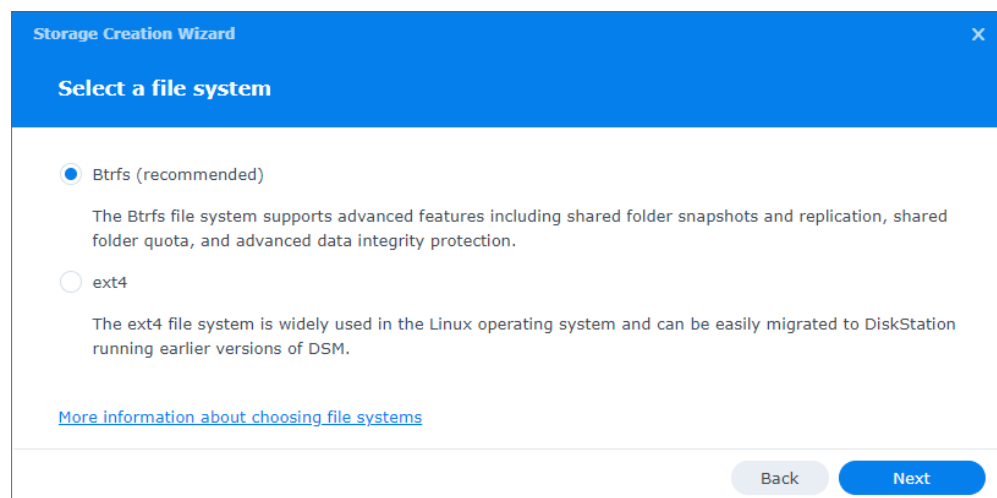 Storage Creation Wizard
Select a file system
Btrfs (recommended)
The Btrfs file system supports advanced features including shared folder snapshots and replication, shared
folder quota, and advanced data integrity protection.
ext4
The ext4 file system is widely used in the Linux operating system and can be easily migrated to DiskStation
running earlier versions of DSM.
More information about choosing file systems
Back
Next